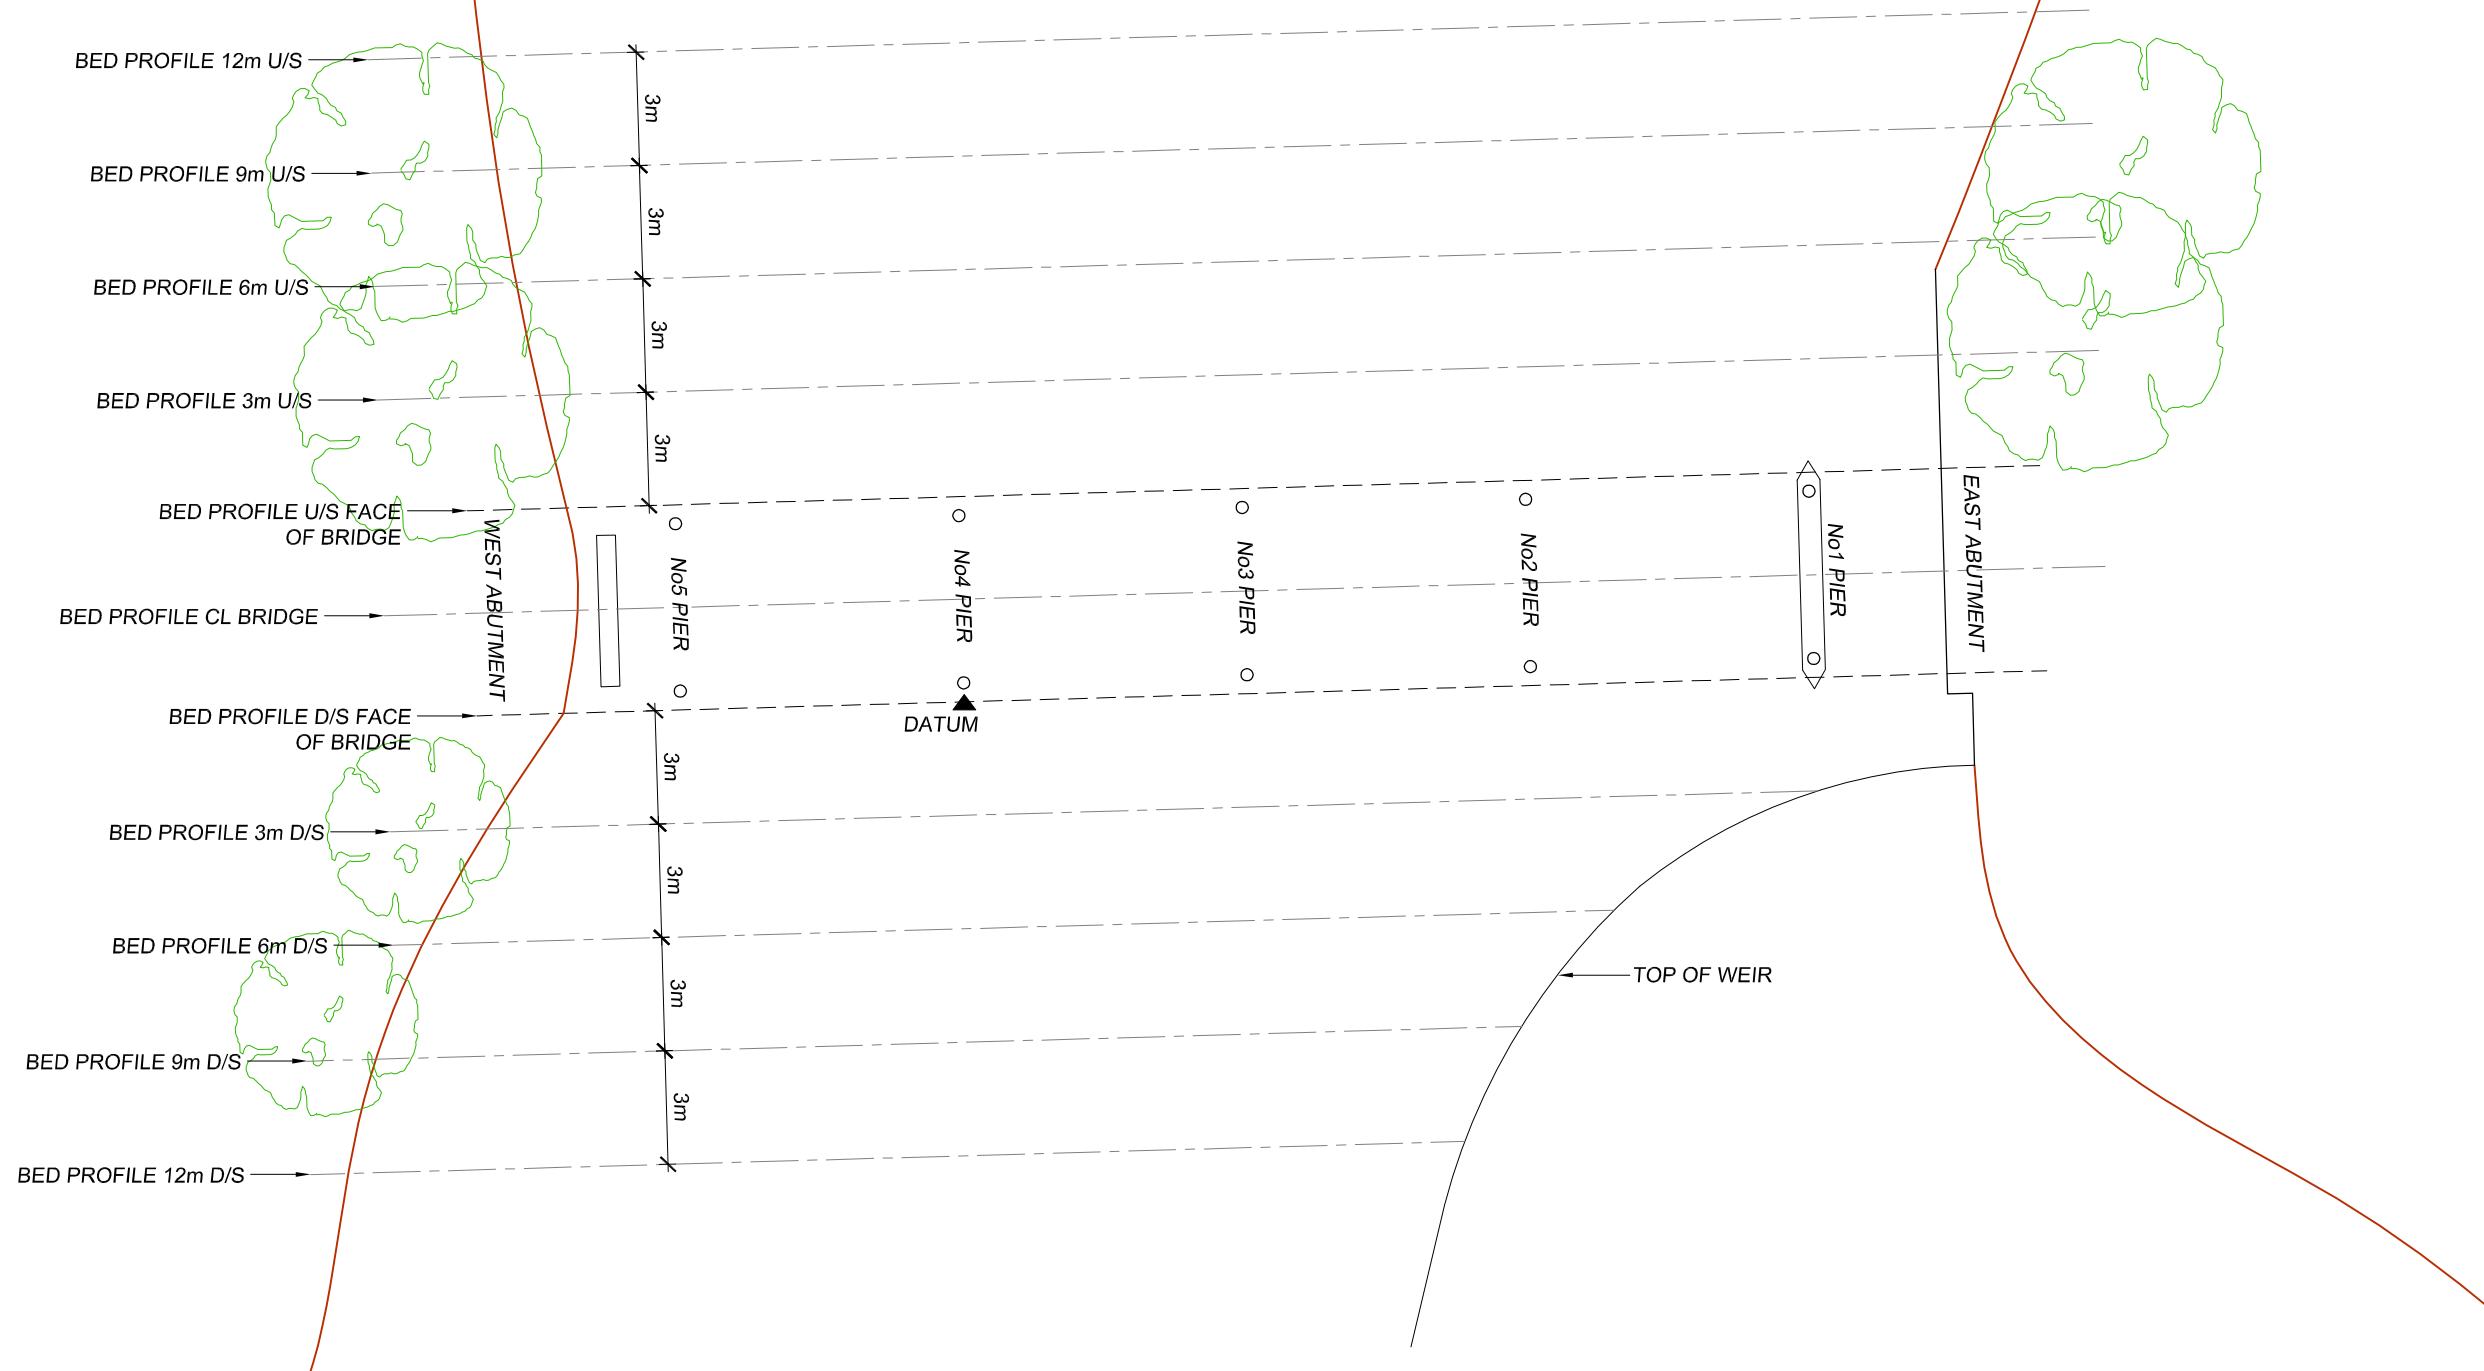 BED PROFILE 12m U/S
3m
BED PROFILE 9m U/S
3m
BED PROFILE 6m U/S
3m
BED PROFILE 3m U/S
3m
BED PROFILE U/S FACE
OF BRIDGE
WEST ABUTMENT
No5 PIER
No4 PIER
No3 PIER
No2 PIER
No1 PIER
EAST ABUTMENT
BED PROFILE CL BRIDGE
BED PROFILE D/S FACE
OF BRIDGE
DATUM
3m
BED PROFILE 3m D/S
3m
BED PROFILE 6m D/S
TOP OF WEIR
3m
BED PROFILE 9m D/S
3m
BED PROFILE 12m D/S